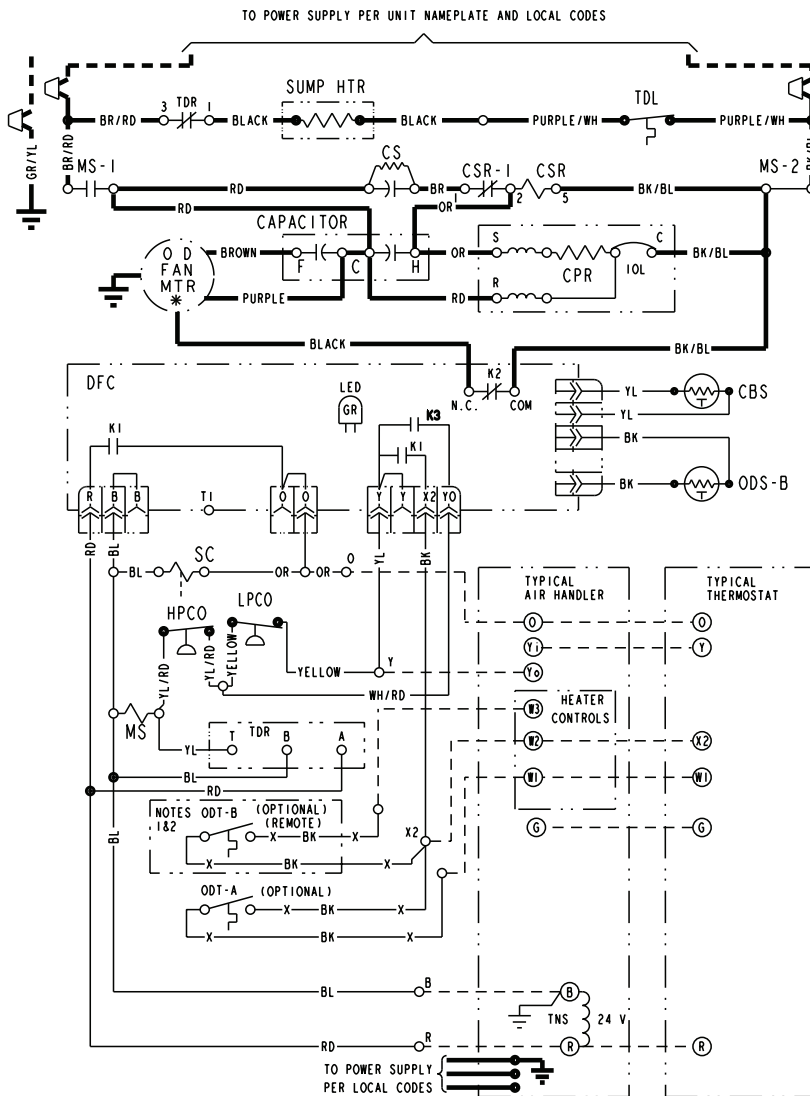 TO POWER SUPPLY PER UNIT NAMEPLATE AND LOCAL CODES
SUMP HTR
TDL
3 TDR 1
BR/RD
BLACK
BLACK
PURPLE/WH
PURPLE/WH
GR/YL
BR/RD
BK/BL
MS-1
CS
CSR-1
CSR
MS-2
RD
BR
1
2
5
BK/BL
RD
OR
CAPACITOR
O D
FAN
MTR
*
BROWN
F
C
H
OR
S
CPR
IOL
C
BK/BL
PURPLE
RD
R
BLACK
BK/BL
DFC
LED
GR
K2
N.C.
COM
YL
YL
CBS
BK
BK
ODS-B
K3
K1
K1
R
B
B
T1
O
O
Y
Y
X2
YO
RD
BL
YL
BK
SC
BL
OR
OR
O
TYPICAL
AIR HANDLER
TYPICAL
THERMOSTAT
HPCO
LPCO
O
O
Yi
Y
YL/RD
YL/RD
YELLOW
YELLOW
Y
Yo
WH/RD
HEATER
CONTROLS
W3
MS
TDR
T
B
A
YL
W2
X2
BL
W1
W1
RD
NOTES
1&2
ODT-B
(OPTIONAL)
(REMOTE)
X
BK
X
X2
G
G
BL
X
BK
X
ODT-A
(OPTIONAL)
X
BK
X
X
BK
X
BL
B
B
TNS
24 V
RD
R
R
R
TO POWER SUPPLY
PER LOCAL CODES